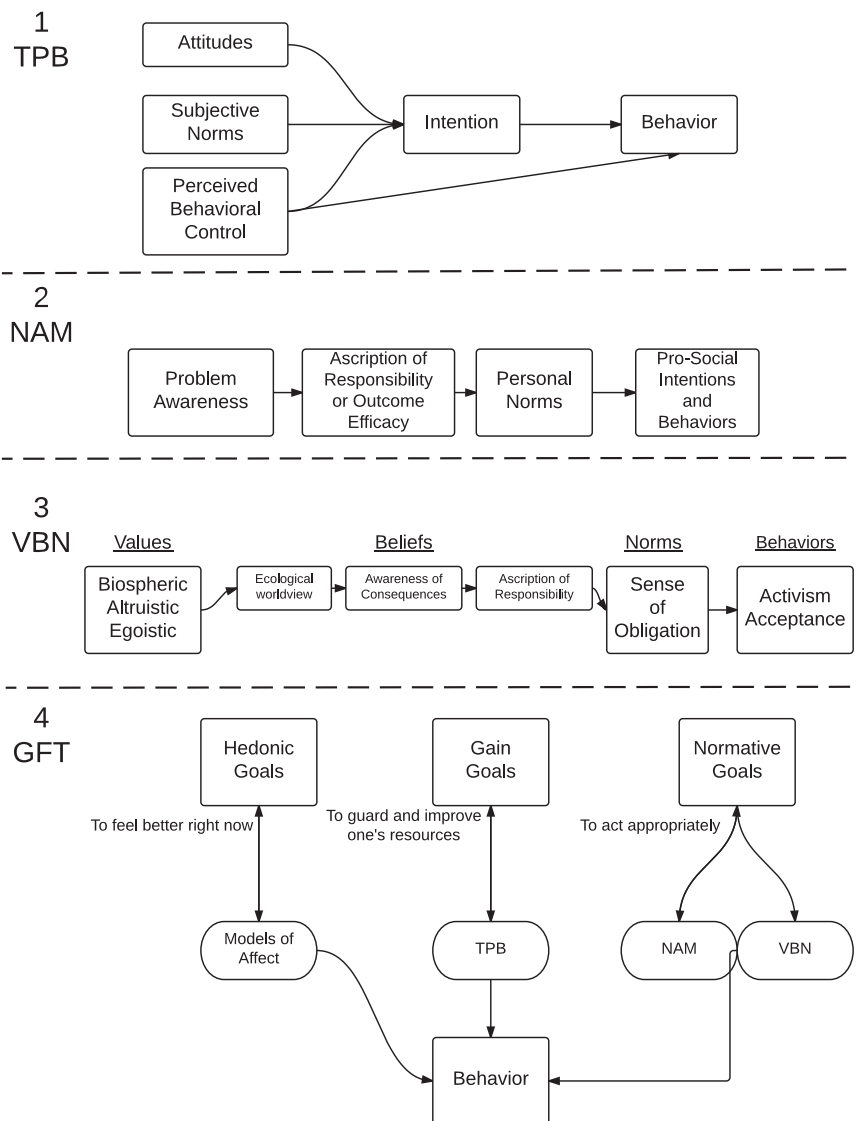 1
TPB
Attitudes
Subjective
Norms
Perceived
Behavioral
Control
Intention
Behavior
2
NAM
Problem
Awareness
Ascription of
Responsibility
or Outcome
Efficacy
Personal
Norms
Pro-Social
Intentions
and
Behaviors
3
VBN
Values
Beliefs
Norms
Behaviors
Biospheric
Altruistic
Egoistic
Ecological
worldview
Awareness of
Consequences
Ascription of
Responsibility
Sense
of
Obligation
Activism
Acceptance
4
GFT
Hedonic
Goals
Gain
Goals
Normative
Goals
To feel better right now
To guard and improve
one's resources
To act appropriately
Models of
Affect
TPB
NAM
VBN
Behavior